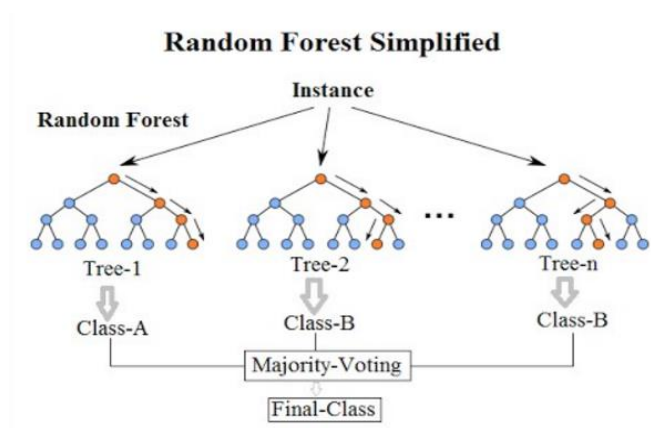 Random Forest Simplified
Instance
Random Forest
...
Tree-1
Tree-2
Tree-n
Class-A
Class-B
Class-B
Majority-Voting
Final-Class